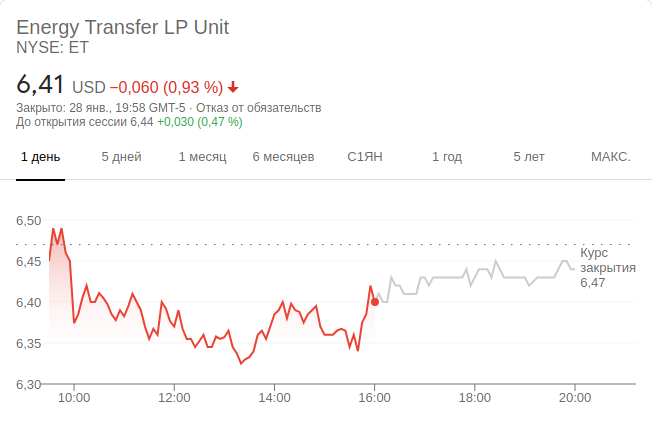 Energy Transfer LP Unit
NYSE: ET
6,41 USD −0,060 (0,93 %)
Закрыто: 28 янв., 19:58 GMT-5 · Отказ от обязательств
До открытия сессии 6,44 +0,030 (0,47 %)
1 день 5 дней 1 месяц 6 месяцев С1ЯН 1 год 5 лет МАКС.
6,50
6,45
6,40
6,35
6,30
Курс
закрытия
6,47
10:00 12:00 14:00 16:00 18:00 20:00